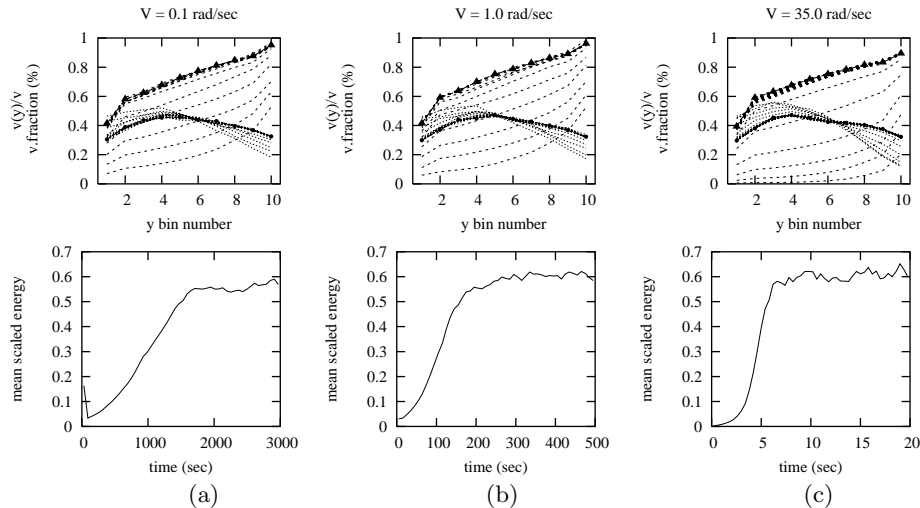 V = 0.1 rad/sec
V = 1.0 rad/sec
V = 35.0 rad/sec
v(y)/v
v.fraction (%)
1
0.8
0.6
0.4
0.2
0
2 4 6 8 10
y bin number
v(y)/v
v.fraction (%)
1
0.8
0.6
0.4
0.2
0
2 4 6 8 10
y bin number
v(y)/v
v.fraction (%)
1
0.8
0.6
0.4
0.2
0
2 4 6 8 10
y bin number
mean scaled energy
0.7
0.6
0.5
0.4
0.3
0.2
0.1
0
0 1000 2000 3000
time (sec)
(a)
mean scaled energy
0.7
0.6
0.5
0.4
0.3
0.2
0.1
0
0 100 200 300 400 500
time (sec)
(b)
mean scaled energy
0.7
0.6
0.5
0.4
0.3
0.2
0.1
0
0 5 10 15 20
time (sec)
(c)